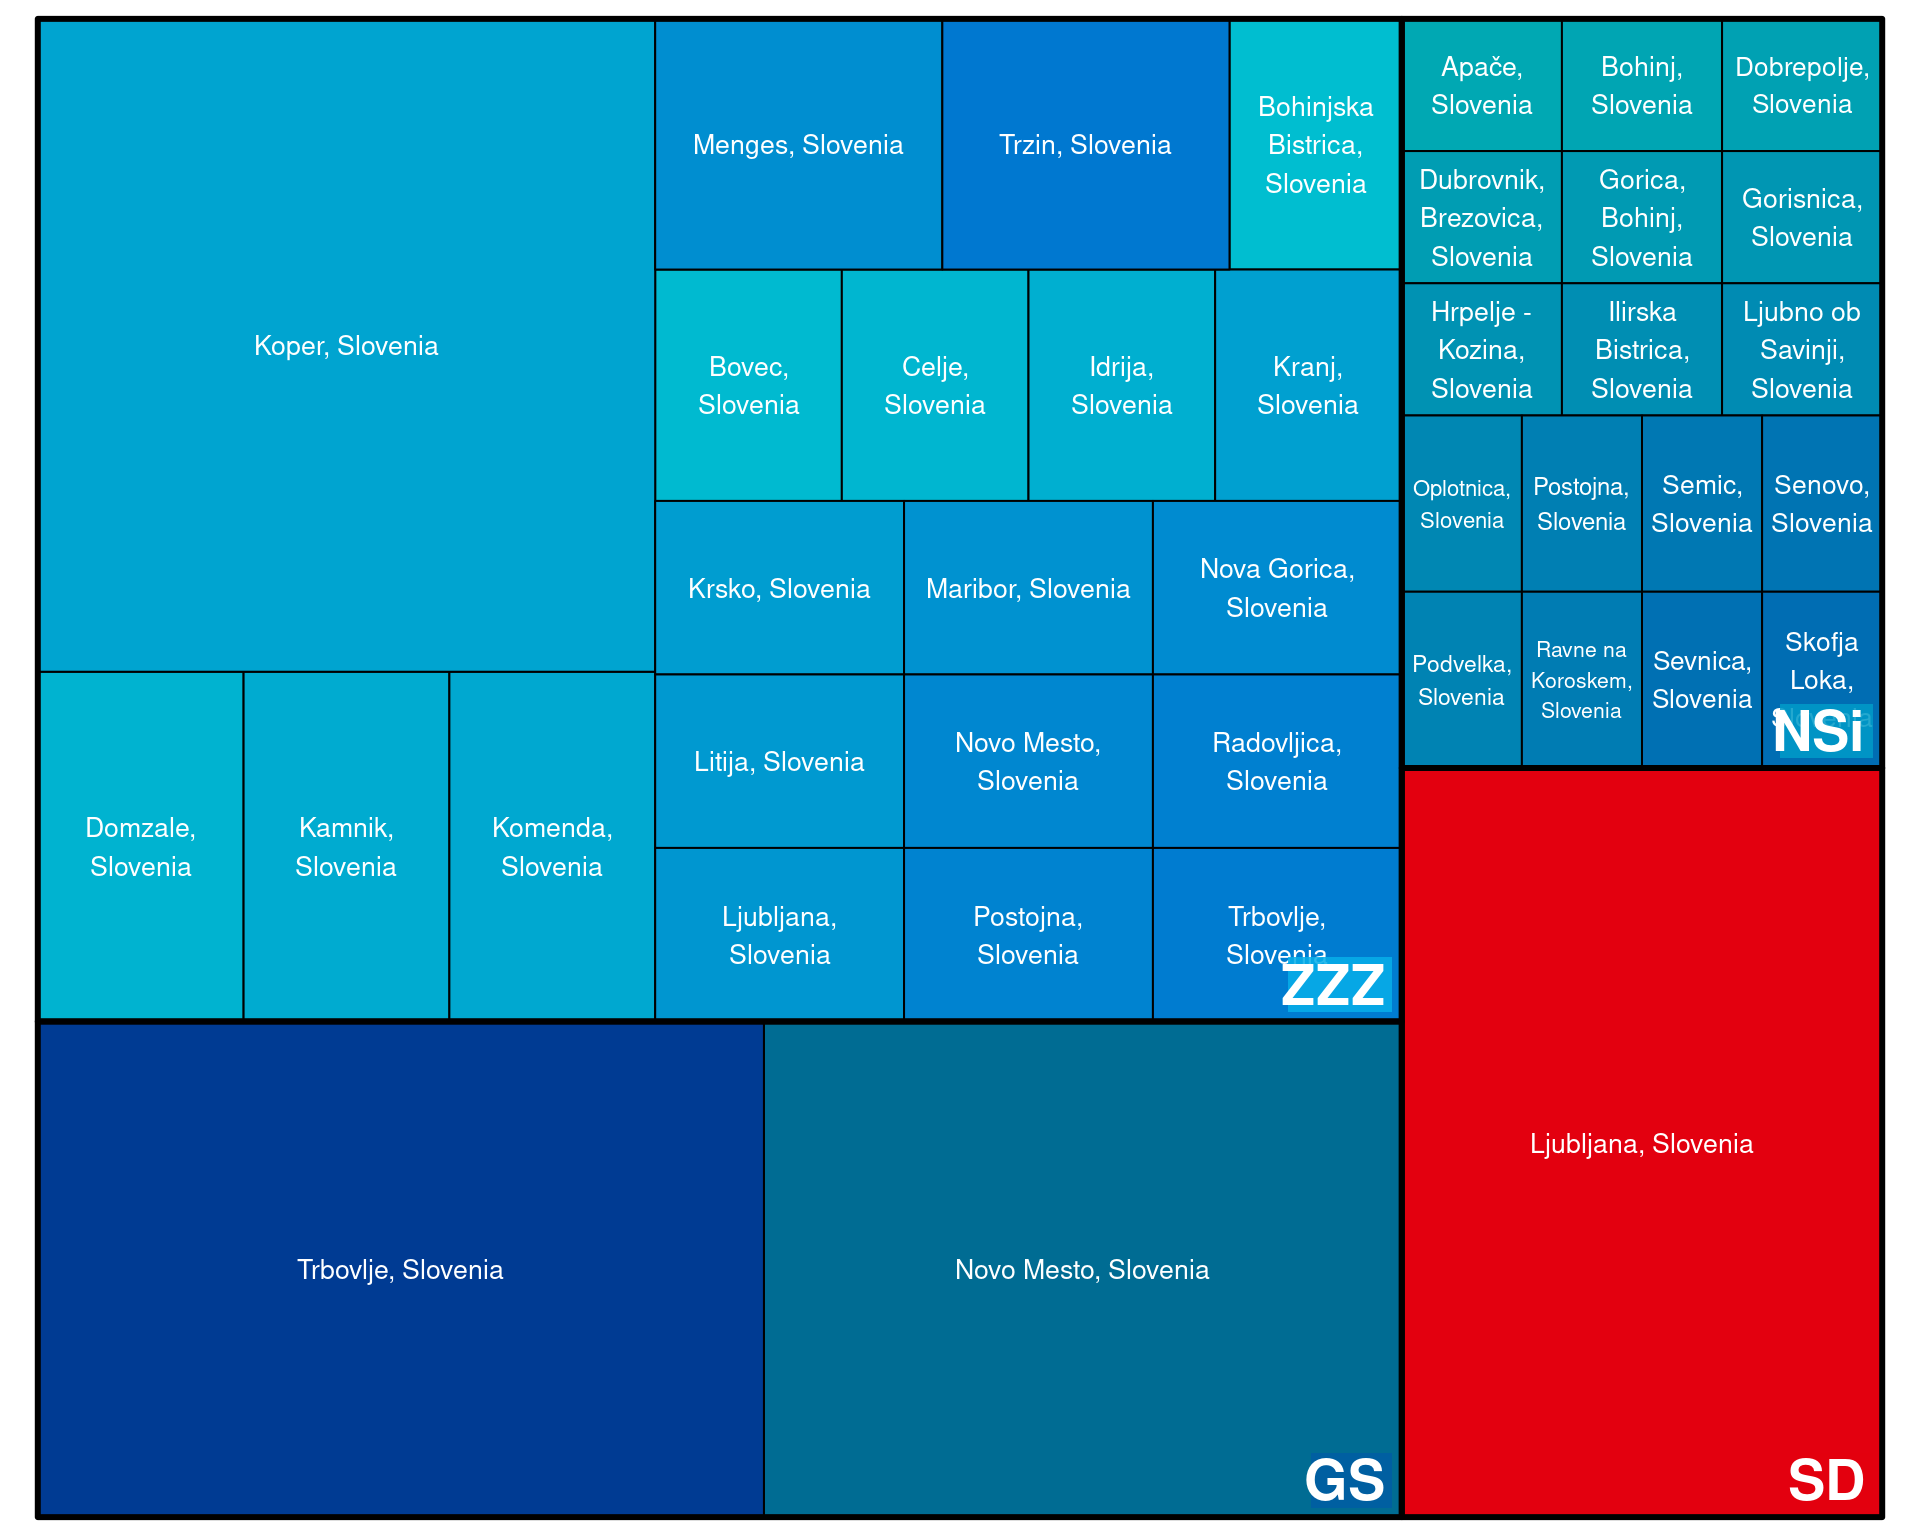 Koper, Slovenia
Menges, Slovenia
Trzin, Slovenia
Bohinjska
Bistrica,
Slovenia
Bovec,
Slovenia
Celje,
Slovenia
Idrija,
Slovenia
Kranj,
Slovenia
Krsko, Slovenia
Maribor, Slovenia
Nova Gorica,
Slovenia
Domzale,
Slovenia
Kamnik,
Slovenia
Komenda,
Slovenia
Litija, Slovenia
Novo Mesto,
Slovenia
Radovljica,
Slovenia
Ljubljana,
Slovenia
Postojna,
Slovenia
Trbovlje,
Slovenia
ZZZ
Trbovlje, Slovenia
Novo Mesto, Slovenia
GS
Apače,
Slovenia
Bohinj,
Slovenia
Dobrepolje,
Slovenia
Dubrovnik,
Brezovica,
Slovenia
Gorica,
Bohinj,
Slovenia
Gorisnica,
Slovenia
Hrpelje -
Kozina,
Slovenia
Ilirska
Bistrica,
Slovenia
Ljubno ob
Savinji,
Slovenia
Oplotnica,
Slovenia
Postojna,
Slovenia
Semic,
Slovenia
Senovo,
Slovenia
Podvelka,
Slovenia
Ravne na
Koroskem,
Slovenia
Sevnica,
Slovenia
Skofja
Loka,
Slovenia
NSi
Ljubljana, Slovenia
SD